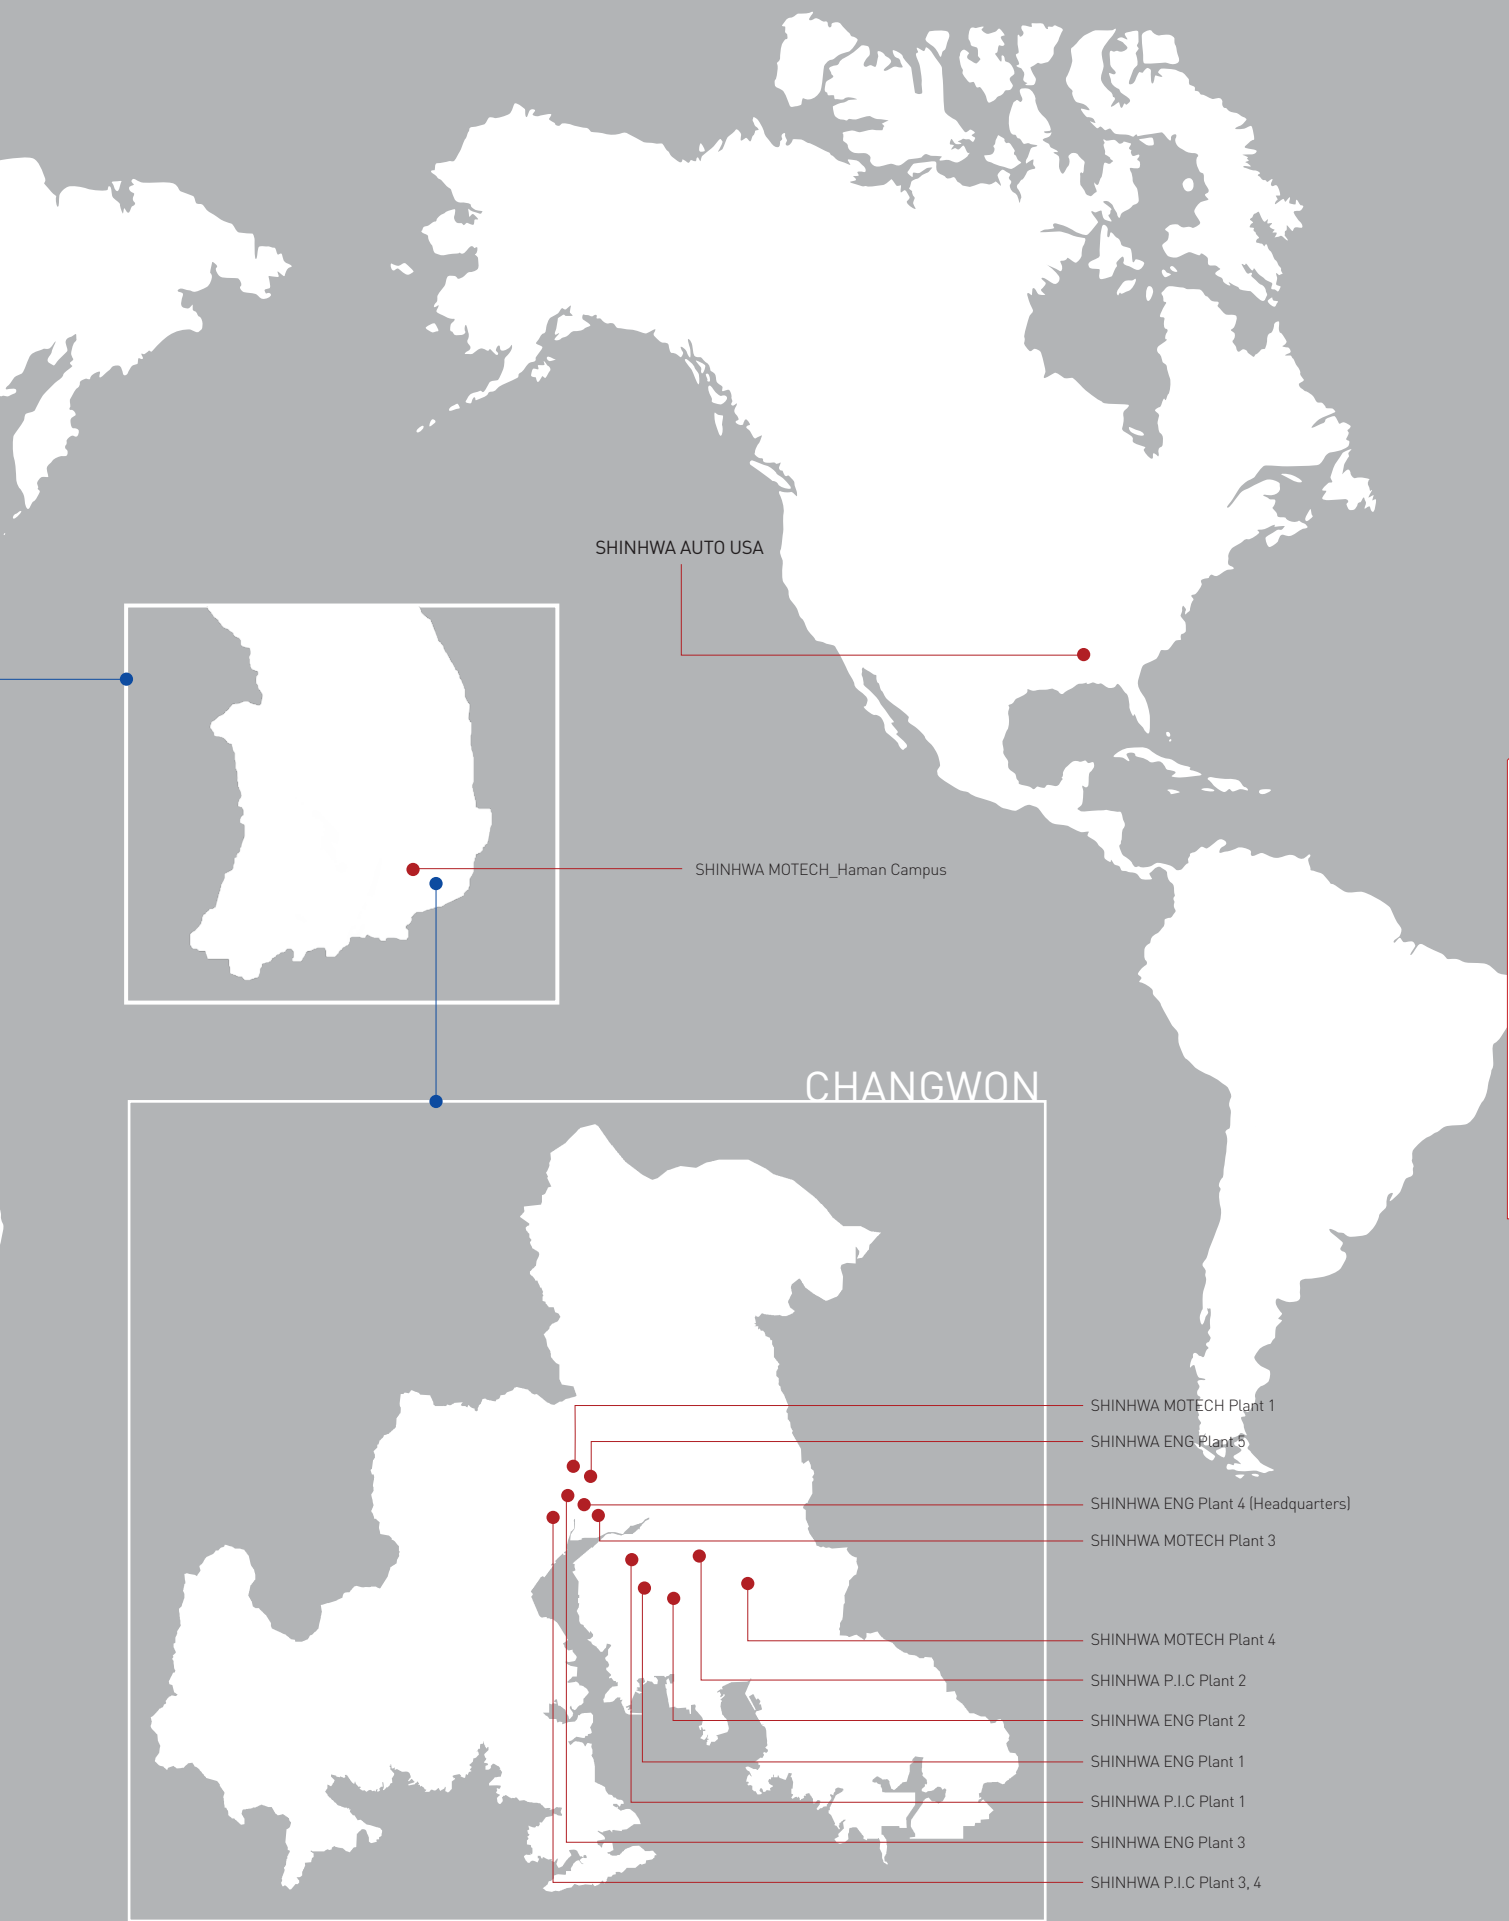 SHINHWA AUTO USA
SHINHWA MOTECH_Haman Campus
CHANGWON
SHINHWA MOTECH Plant 1
SHINHWA ENG Plant 5
SHINHWA ENG Plant 4 (Headquarters)
SHINHWA MOTECH Plant 3
SHINHWA MOTECH Plant 4
SHINHWA P.I.C Plant 2
SHINHWA ENG Plant 2
SHINHWA ENG Plant 1
SHINHWA P.I.C Plant 1
SHINHWA ENG Plant 3
SHINHWA P.I.C Plant 3, 4